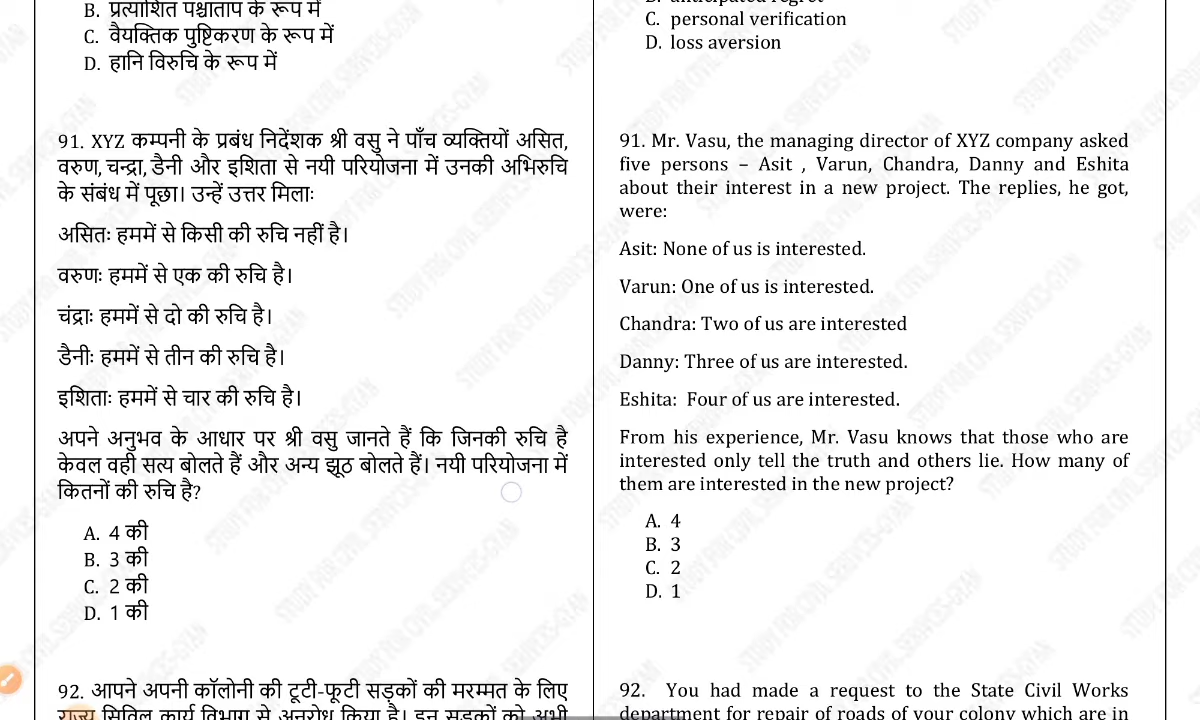 B. प्रत्याशित पश्चाताप के रूप में
C. वैयक्तिक पुष्टिकरण के रूप में
D. हानि विरुचि के रूप में
91. XYZ कम्पनी के प्रबंध निर्देशक श्री वसु ने पाँच व्यक्तियों असित,
वरुण, चन्द्रा, डैनी और इशिता से नयी परियोजना में उनकी अभिरुचि
के संबंध में पूछा। उन्हें उत्तर मिलाः
असितः हममें से किसी की रुचि नहीं है।
वरुणः हममें से एक की रुचि है।
चंद्राः हममें से दो की रुचि है।
डैनीः हममें से तीन की रुचि है।
इशिताः हममें से चार की रुचि है।
अपने अनुभव के आधार पर श्री वसु जानते हैं कि जिनकी रुचि है
केवल वही सत्य बोलते हैं और अन्य झूठ बोलते हैं। नयी परियोजना में
कितनों की रुचि है?
A. 4 की
B. 3 की
C. 2 की
D. 1 की
92. आपने अपनी कॉलोनी की टूटी-फूटी सड़कों की मरम्मत के लिए
राज्य सिविल कार्य विभाग से अनुरोध किया है। इन सड़कों को अभी
B. anticipated regret
C. personal verification
D. loss aversion
91. Mr. Vasu, the managing director of XYZ company asked
five persons – Asit , Varun, Chandra, Danny and Eshita
about their interest in a new project. The replies, he got,
were:
Asit: None of us is interested.
Varun: One of us is interested.
Chandra: Two of us are interested
Danny: Three of us are interested.
Eshita: Four of us are interested.
From his experience, Mr. Vasu knows that those who are
interested only tell the truth and others lie. How many of
them are interested in the new project?
A. 4
B. 3
C. 2
D. 1
92. You had made a request to the State Civil Works
department for repair of roads of your colony which are in
STUDY FOR CIVIL SERVICES-GYAN